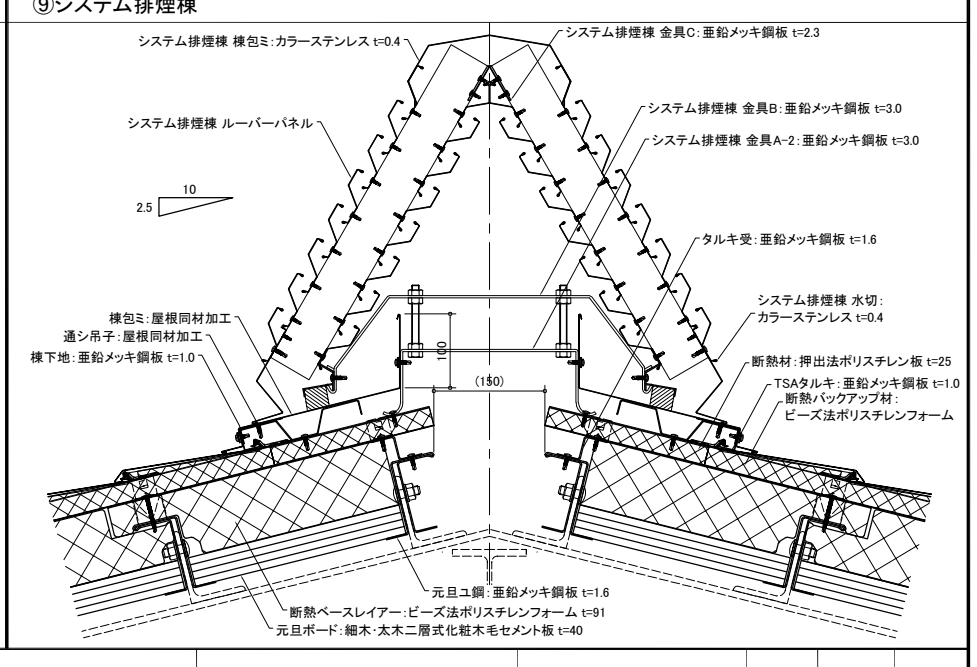 ⑨システム排煙棟
システム排煙棟 棟包ミ:カラーステンレス t=0.4
システム排煙棟 金具C:亜鉛メッキ鋼板 t=2.3
システム排煙棟 金具B:亜鉛メッキ鋼板 t=3.0
システム排煙棟 ルーバーパネル
システム排煙棟 金具A-2:亜鉛メッキ鋼板 t=3.0
10
2.5
タルキ受:亜鉛メッキ鋼板 t=1.6
システム排煙棟 水切:
カラーステンレス t=0.4
棟包ミ:屋根同材加工
通シ吊子:屋根同材加工
棟下地:亜鉛メッキ鋼板 t=1.0
100
(150)
断熱材:押出法ポリスチレン板 t=25
TSAタルキ:亜鉛メッキ鋼板 t=1.0
断熱バックアップ材:
ビーズ法ポリスチレンフォーム
元旦ユ鋼:亜鉛メッキ鋼板 t=1.6
断熱ベースレイアー:ビーズ法ポリスチレンフォーム t=91
元旦ボード:細木・太木二層式化粧木毛セメント板 t=40